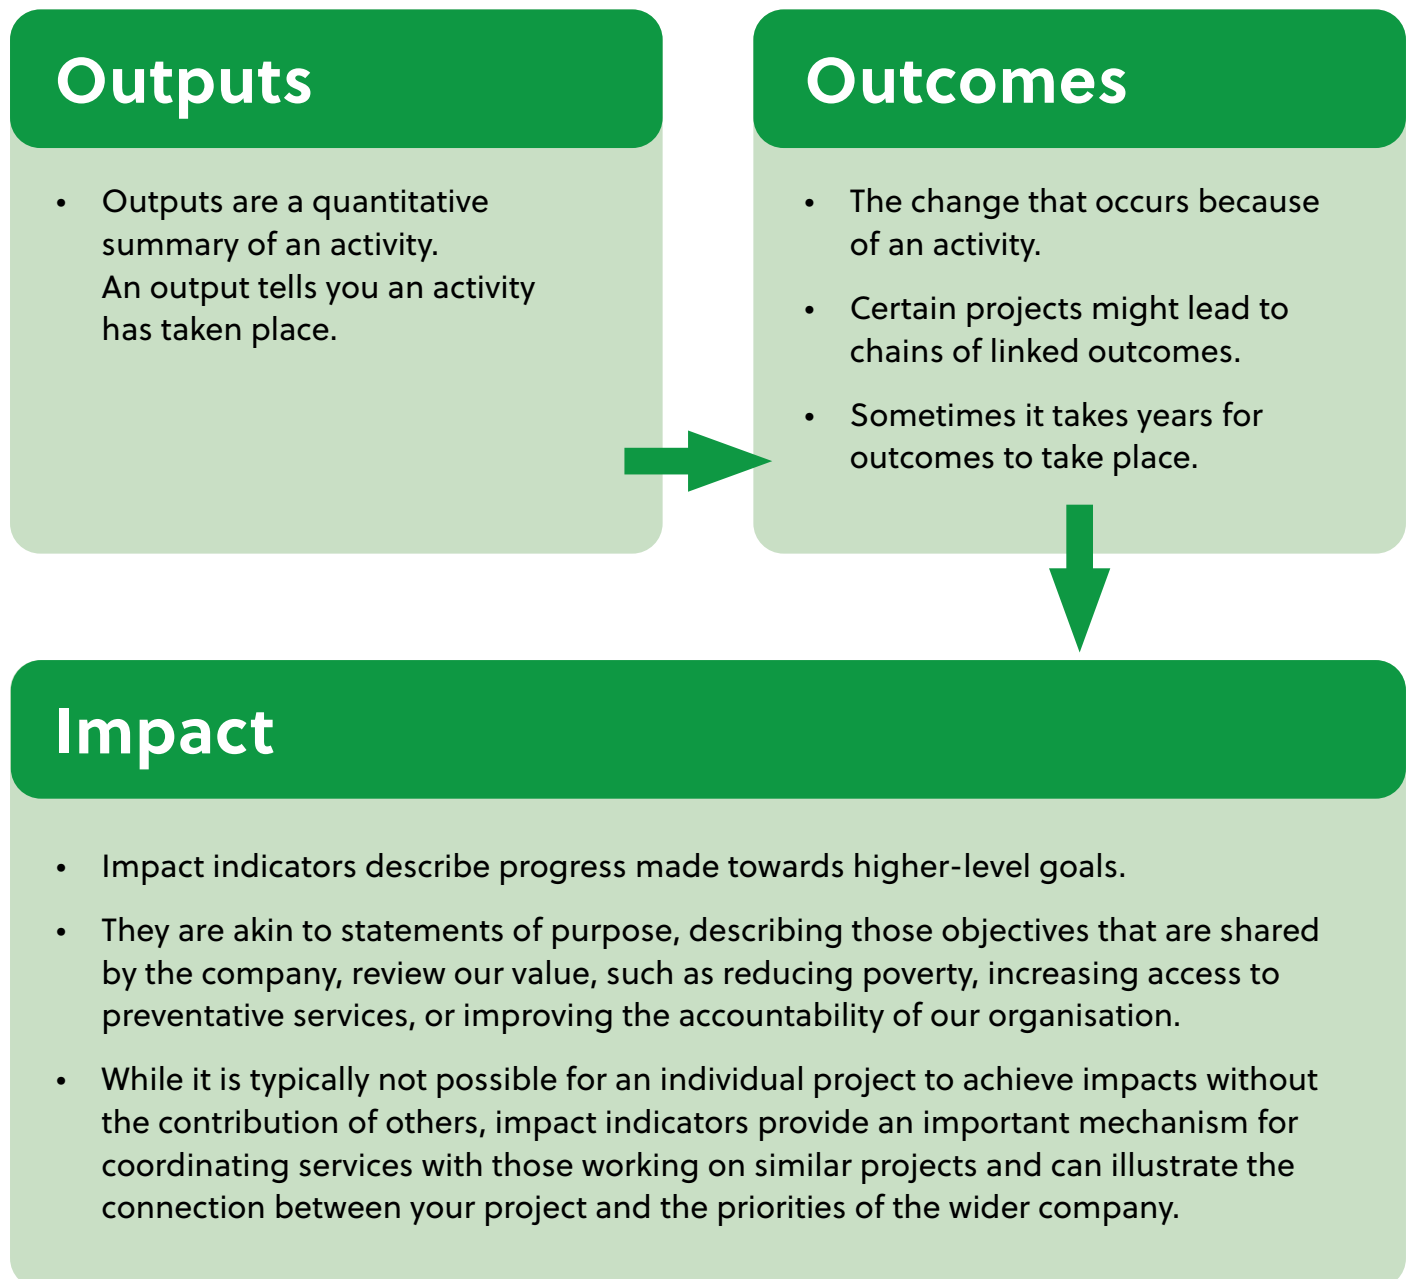 Outputs
• Outputs are a quantitative
summary of an activity.
An output tells you an activity
has taken place.
Outcomes
• The change that occurs because
of an activity.
• Certain projects might lead to
chains of linked outcomes.
• Sometimes it takes years for
outcomes to take place.
Impact
• Impact indicators describe progress made towards higher-level goals.
• They are akin to statements of purpose, describing those objectives that are shared
by the company, review our value, such as reducing poverty, increasing access to
preventative services, or improving the accountability of our organisation.
• While it is typically not possible for an individual project to achieve impacts without
the contribution of others, impact indicators provide an important mechanism for
coordinating services with those working on similar projects and can illustrate the
connection between your project and the priorities of the wider company.